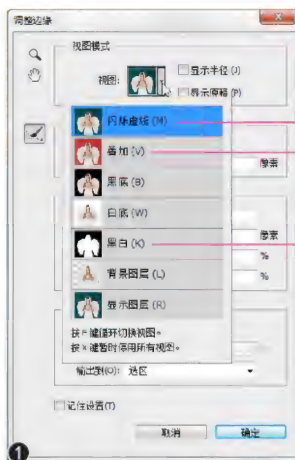 调整边缘
视图模式
视图:
显示半径 (J)
显示原稿 (P)
闪烁虚线 (M)
叠加 (V)
像素
黑底 (B)
白底 (W)
黑白 (K)
像素
%
背景图层 (L)
%
显示图层 (R)
按 F 键循环切换视图。
按 X 键暂时停用所有视图。
输出到(O): 选区
记住设置(T)
取消
确定
1